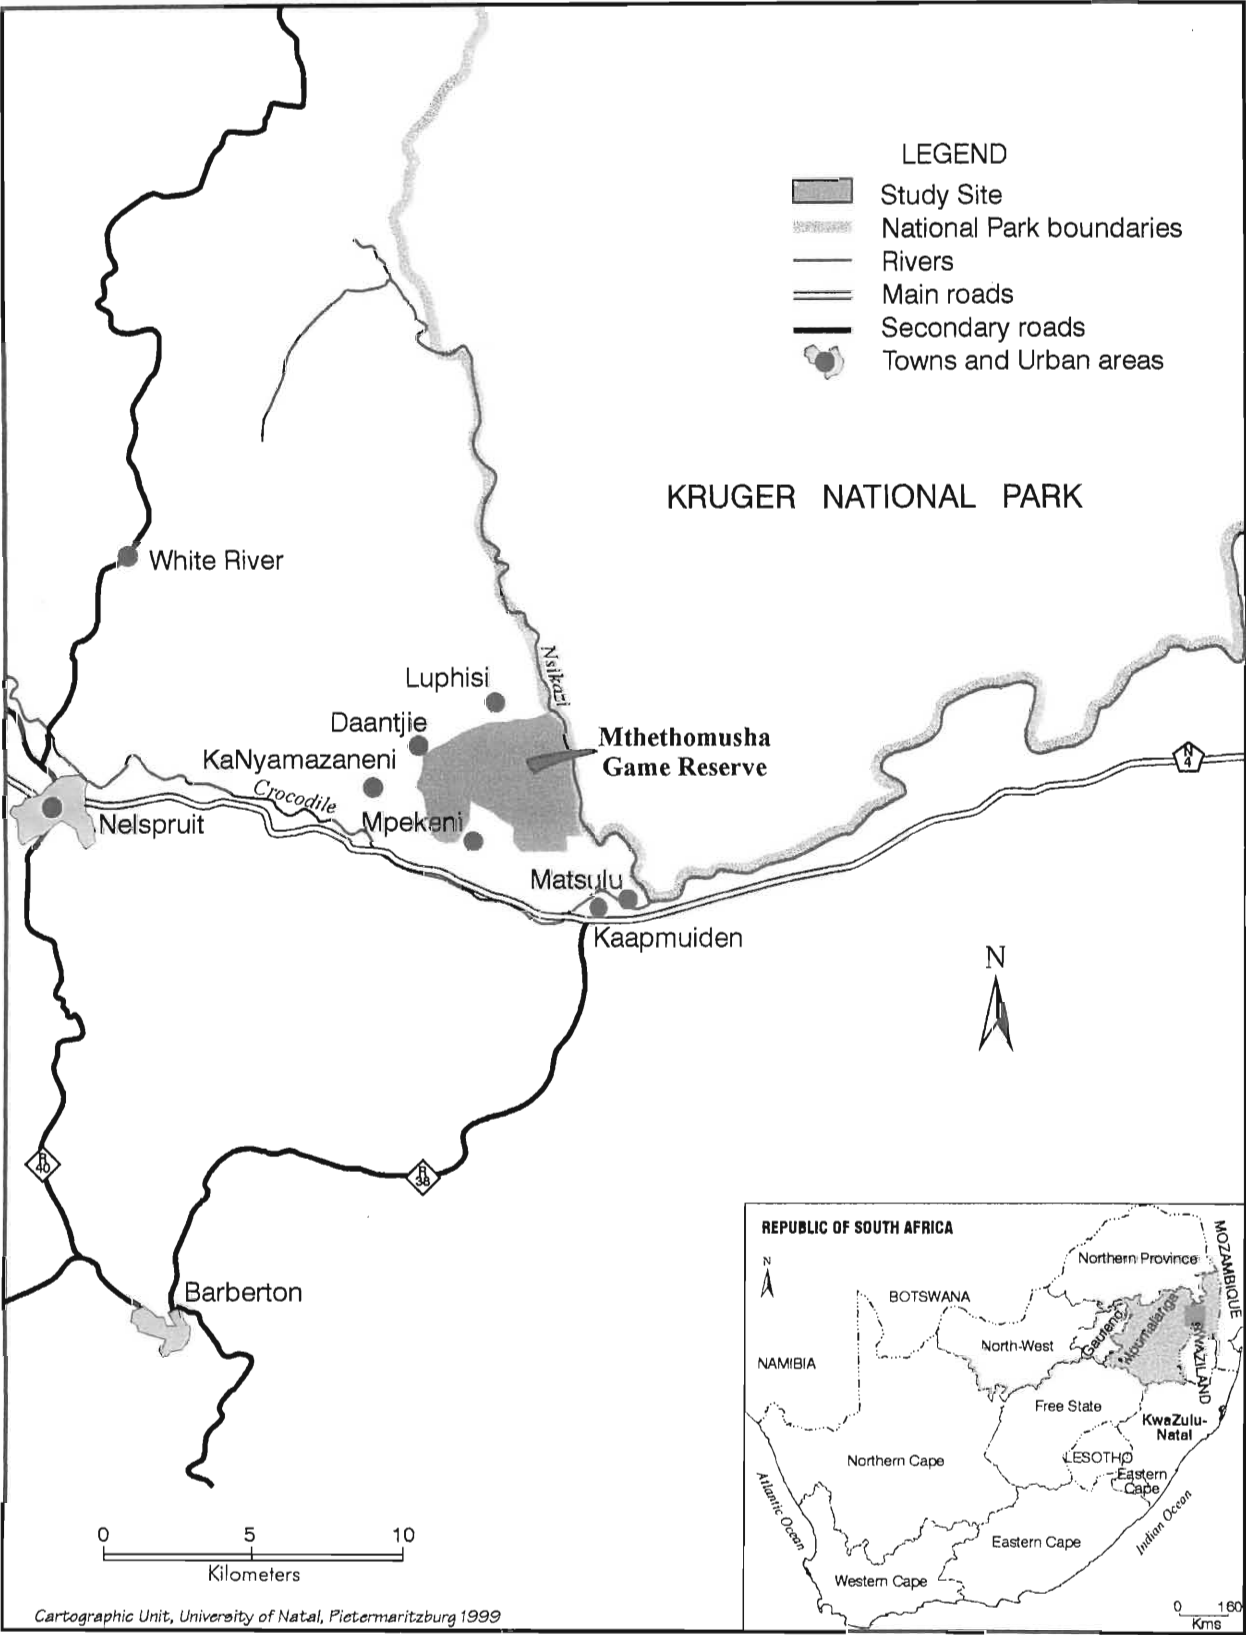 LEGEND
Study Site
National Park boundaries
Rivers
Main roads
Secondary roads
Towns and Urban areas
KRUGER NATIONAL PARK
White River
Nsikazi
Luphisi
Daantjie
Mthethomusha
Game Reserve
KaNyamazaneni
N
4
Crocodile
Mpekeni
Nelspruit
Matsulu
Kaapmuiden
N
R
40
R
38
Barberton
0 5 10
Kilometers
Cartographic Unit, University of Natal, Pietermaritzburg 1999
REPUBLIC OF SOUTH AFRICA
N
MOZAMBIQUE
Northern Province
BOTSWANA
Gauteng
Mpumalanga
North-West
NAMIBIA
SWAZILAND
Free State
KwaZulu-
Natal
LESOTHO
Northern Cape
Eastern
Cape
Atlantic Ocean
Indian Ocean
Eastern Cape
Western Cape
0 160
Kms